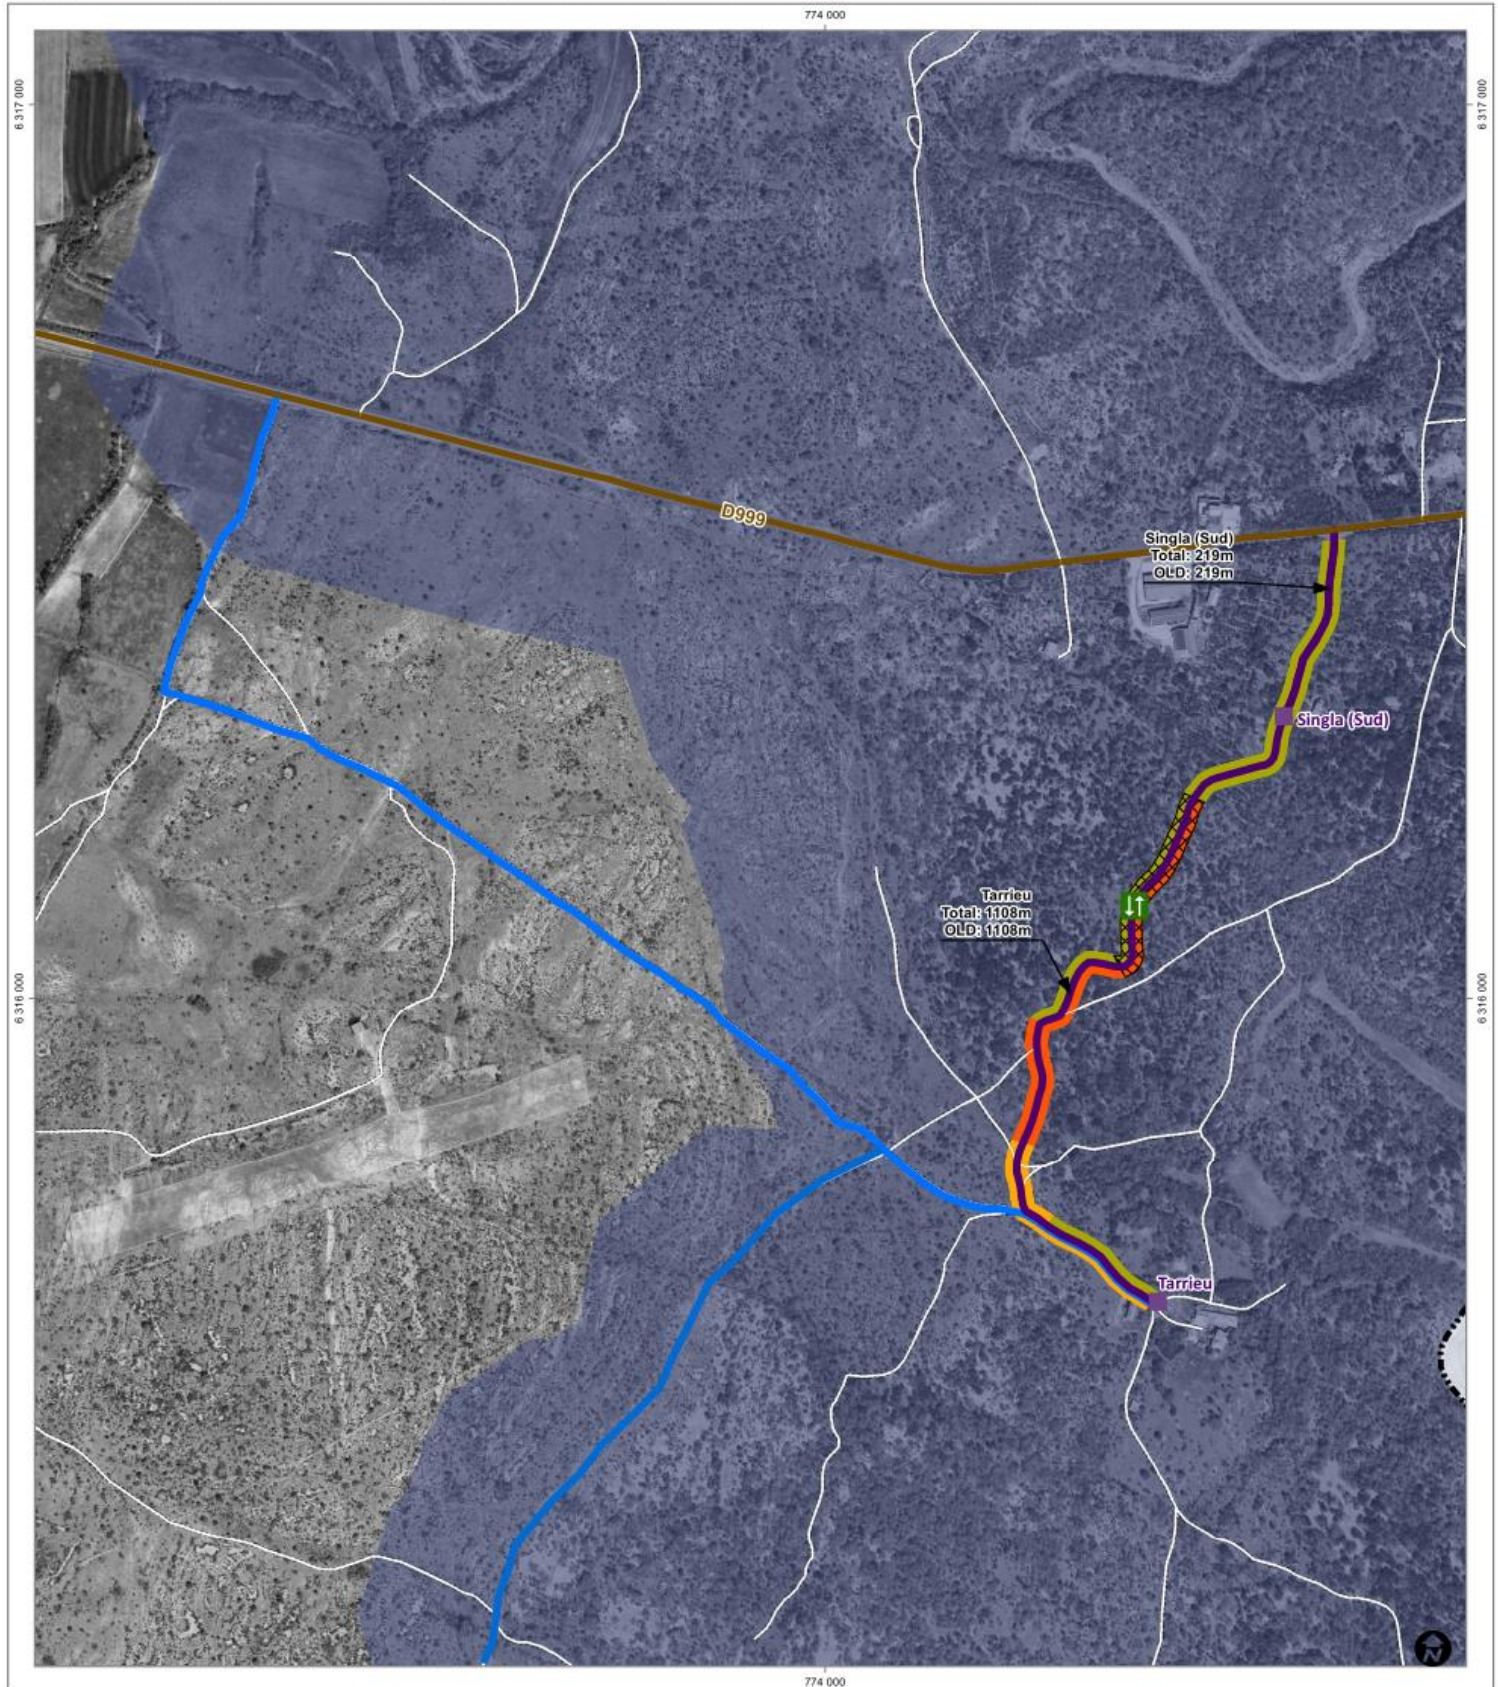 774 000
6 317 000
6 317 000
D999
Singla (Sud)
Total: 219m
OLD: 219m
Singla (Sud)
Tarrieu
Total: 1108m
OLD: 1108m
6 316 000
6 316 000
Tarrieu
N
774 000